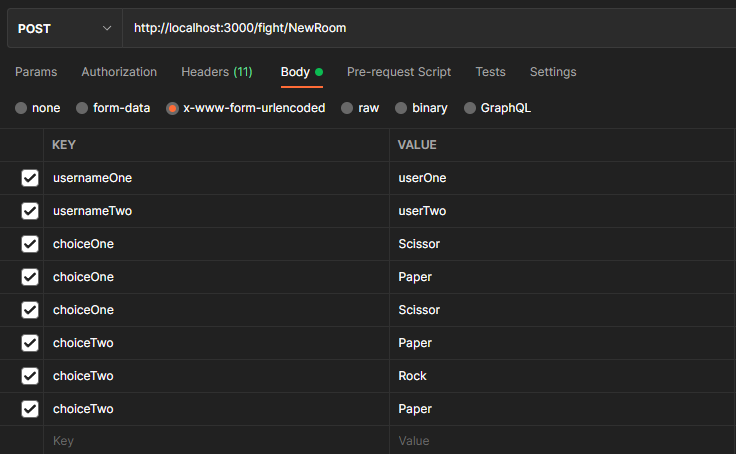 POST http://localhost:3000/fight/NewRoom
Params Authorization Headers (11) Body Pre-request Script Tests Settings
none form-data x-www-form-urlencoded raw binary GraphQL
KEY VALUE
usernameOne userOne
usernameTwo userTwo
choiceOne Scissor
choiceOne Paper
choiceOne Scissor
choiceTwo Paper
choiceTwo Rock
choiceTwo Paper
Key Value